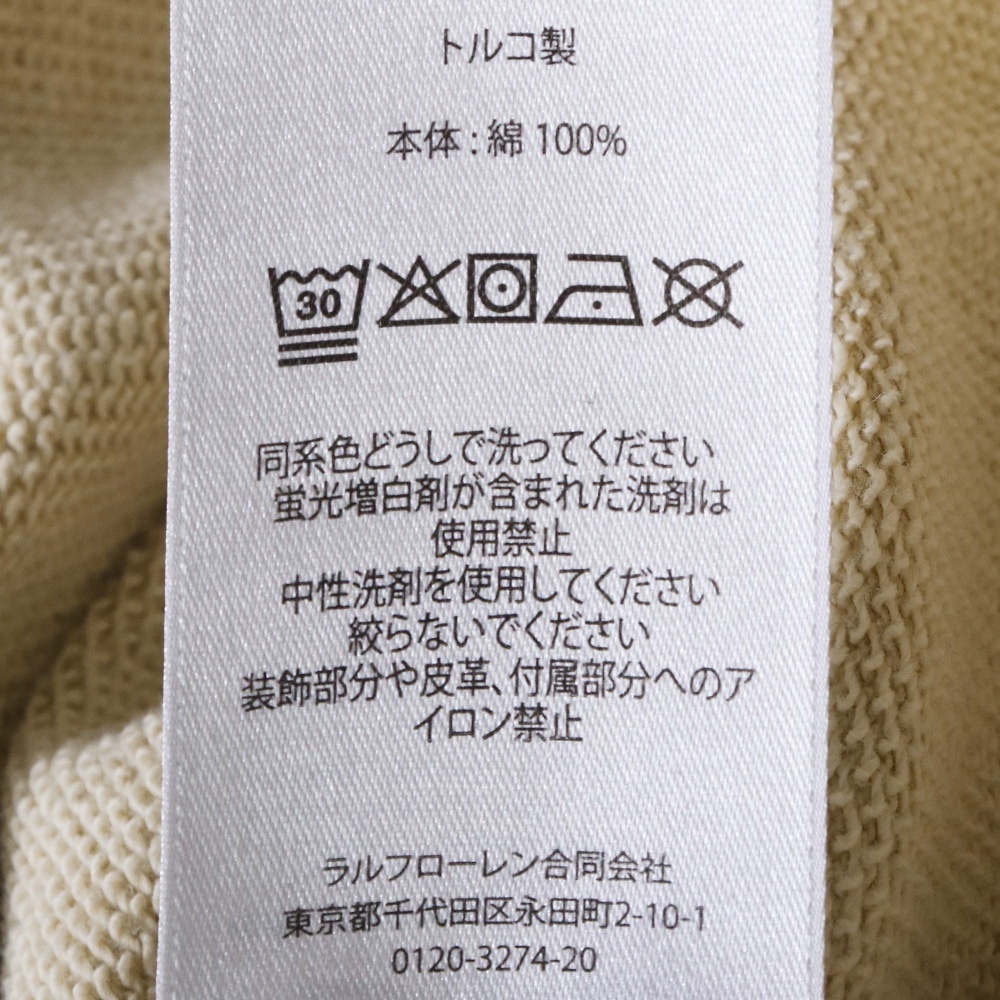 トルコ製
本体 : 綿 100%
30
同系色どうしで洗ってください
蛍光増白剤が含まれた洗剤は
使用禁止
中性洗剤を使用してください
絞らないでください
装飾部分や皮革、付属部分へのア
イロン禁止
ラルフローレン合同会社
東京都千代田区永田町2-10-1
0120-3274-20